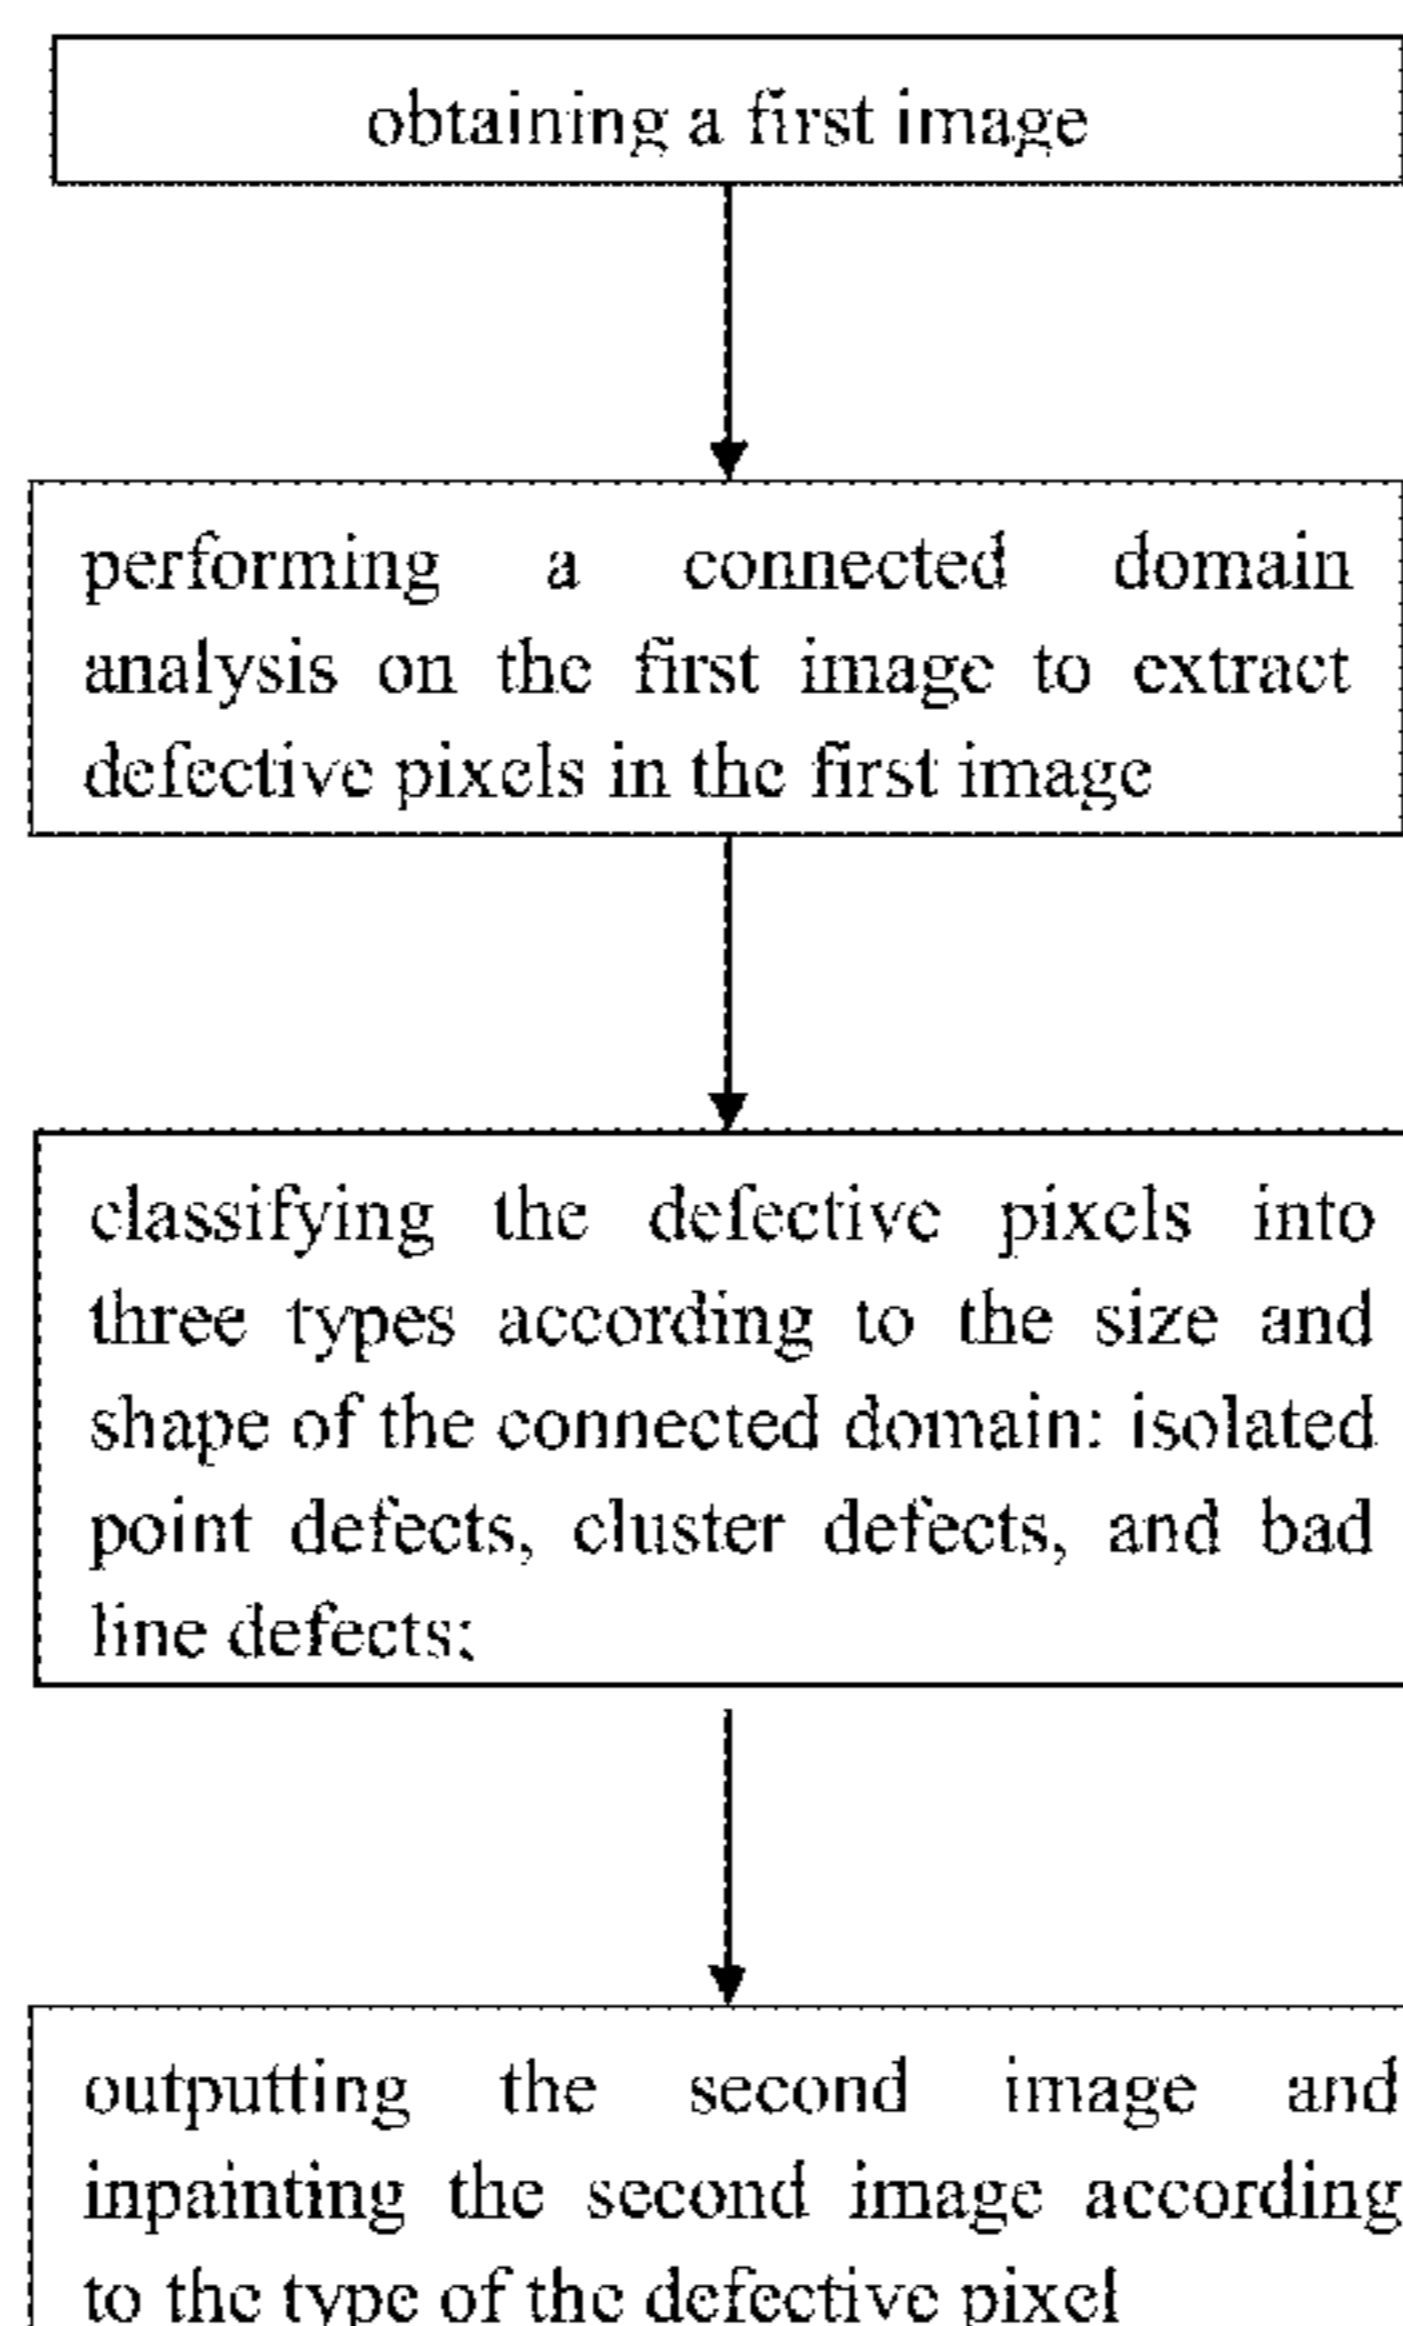 obtaining a first image
performing a connected domain
analysis on the first image to extract
defective pixels in the first image
classifying the defective pixels into
three types according to the size and
shape of the connected domain: isolated
point defects, cluster defects, and bad
line defects;
outputting the second image and
inpainting the second image according
to the type of the defective pixel